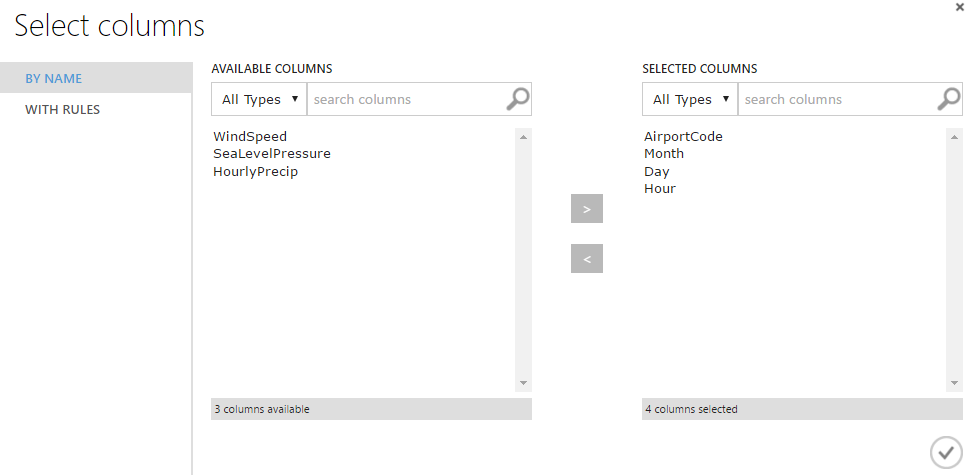 Select columns
BY NAME
WITH RULES
AVAILABLE COLUMNS
All Types
search columns
WindSpeed
SeaLevelPressure
HourlyPrecip
3 columns available
>
<
SELECTED COLUMNS
All Types
search columns
AirportCode
Month
Day
Hour
4 columns selected